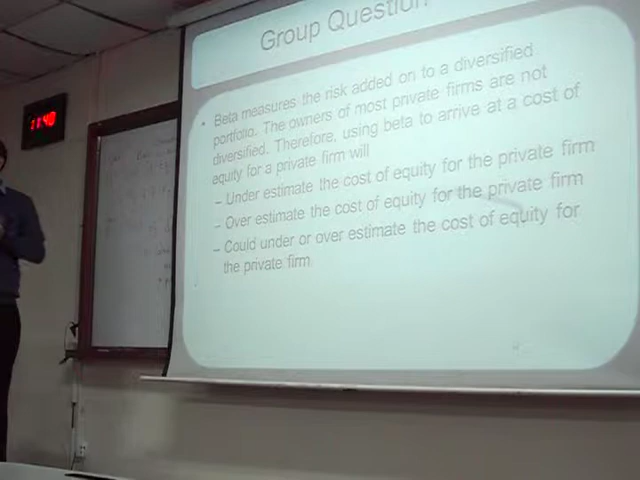 Group Question
• Beta measures the risk added on to a diversified
portfolio. The owners of most private firms are not
diversified. Therefore, using beta to arrive at a cost of
equity for a private firm will
– Under estimate the cost of equity for the private firm
– Over estimate the cost of equity for the private firm
– Could under or over estimate the cost of equity for
the private firm
11:40